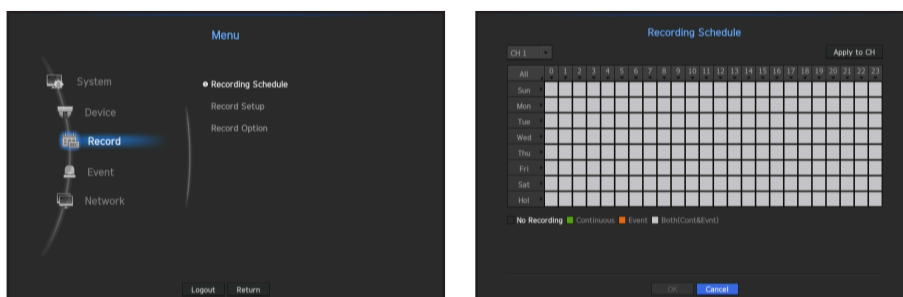 Menu
System
Device
Record
Event
Network
Recording Schedule
Record Setup
Record Option
Logout Return
Recording Schedule
CH 1 Apply to CH
All 0 1 2 3 4 5 6 7 8 9 10 11 12 13 14 15 16 17 18 19 20 21 22 23
Sun
Mon
Tue
Wed
Thu
Fri
Sat
Hol
No Recording Continuous Event Both(Cont&Evnt)
OK Cancel